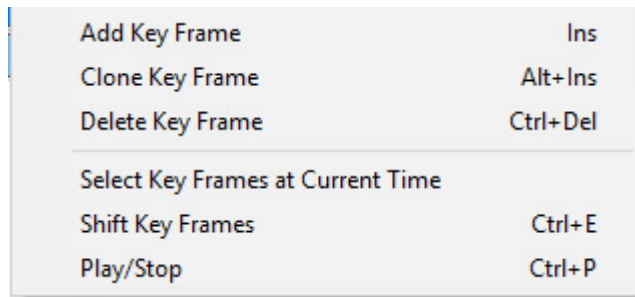 Add Key Frame Ins
Clone Key Frame Alt+Ins
Delete Key Frame Ctrl+Del
Select Key Frames at Current Time
Shift Key Frames Ctrl+E
Play/Stop Ctrl+P